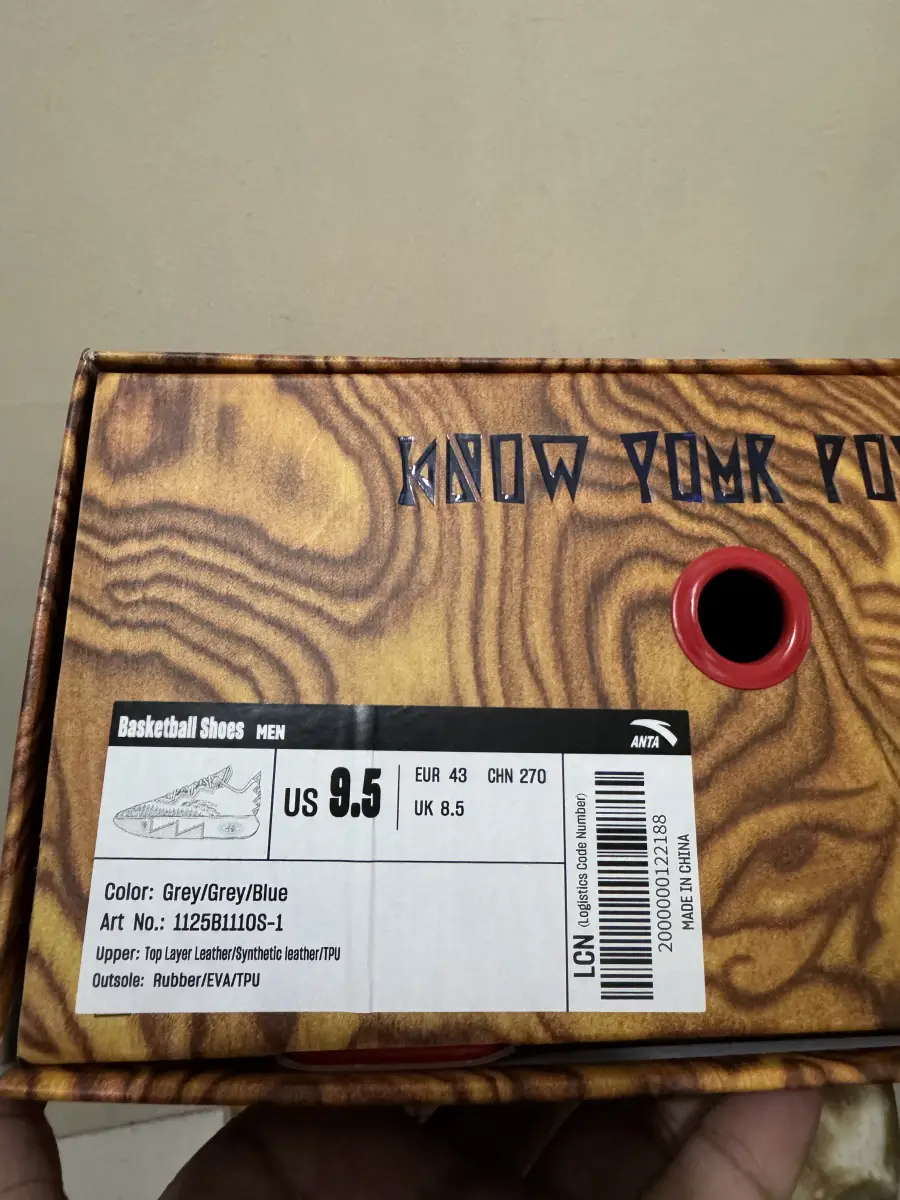 KNOW YOUR
Basketball Shoes MEN
ANTA
US 9.5
EUR 43 CHN 270
UK 8.5
Color: Grey/Grey/Blue
Art No.: 1125B1110S-1
Upper: Top Layer Leather/Synthetic leather/TPU
Outsole: Rubber/EVA/TPU
LCN (Logistics Code Number)
2000000122188
MADE IN CHINA